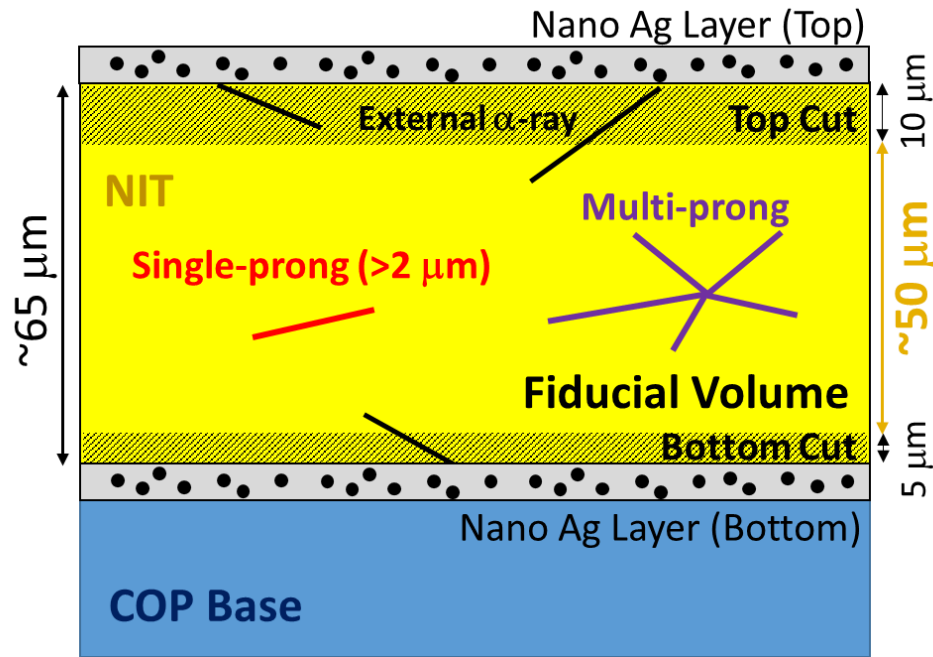 Nano Ag Layer (Top)
External α-ray
Top Cut
10 μm
NIT
Multi-prong
Single-prong (>2 μm)
~65 μm
~50 μm
Fiducial Volume
Bottom Cut
5 μm
Nano Ag Layer (Bottom)
COP Base